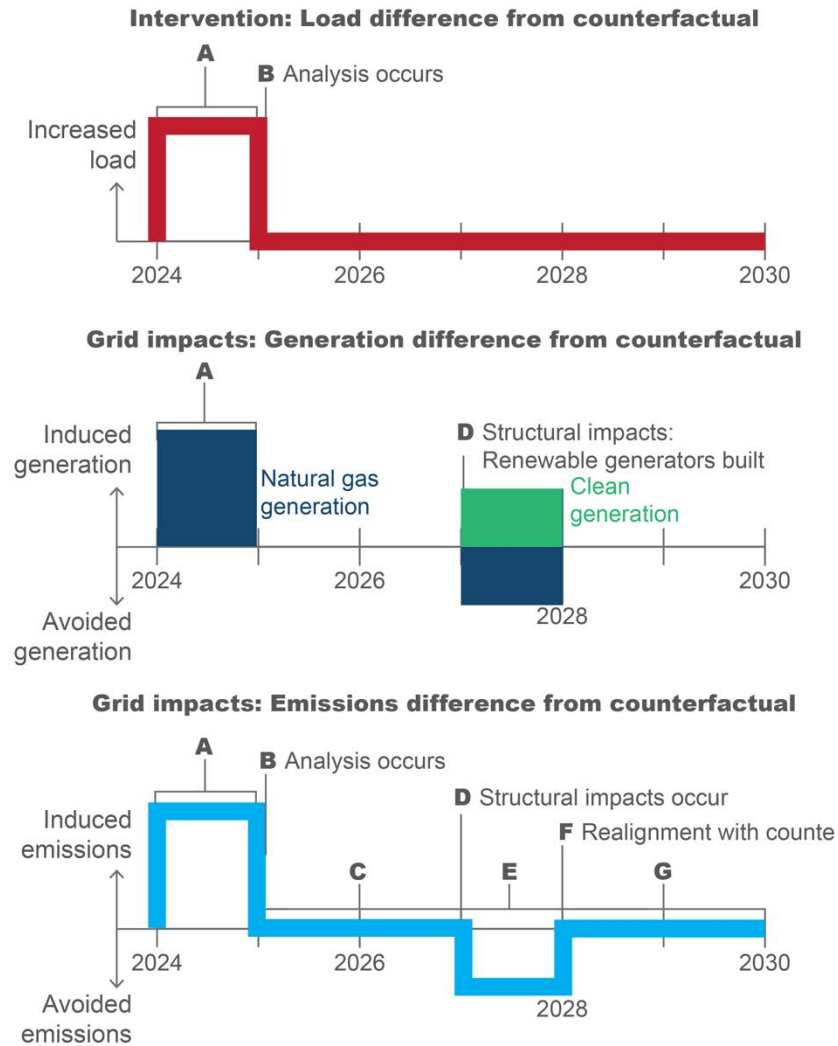 Intervention: Load difference from counterfactual
A
B Analysis occurs
Increased
load
2024
2026
2028
2030
Grid impacts: Generation difference from counterfactual
A
Induced
generation
Natural gas
generation
D Structural impacts:
Renewable generators built
Clean
generation
2024
2026
2028
2030
Avoided
generation
Grid impacts: Emissions difference from counterfactual
A
B Analysis occurs
D Structural impacts occur
F Realignment with counte
Induced
emissions
C
E
G
2024
2026
2028
2030
Avoided
emissions